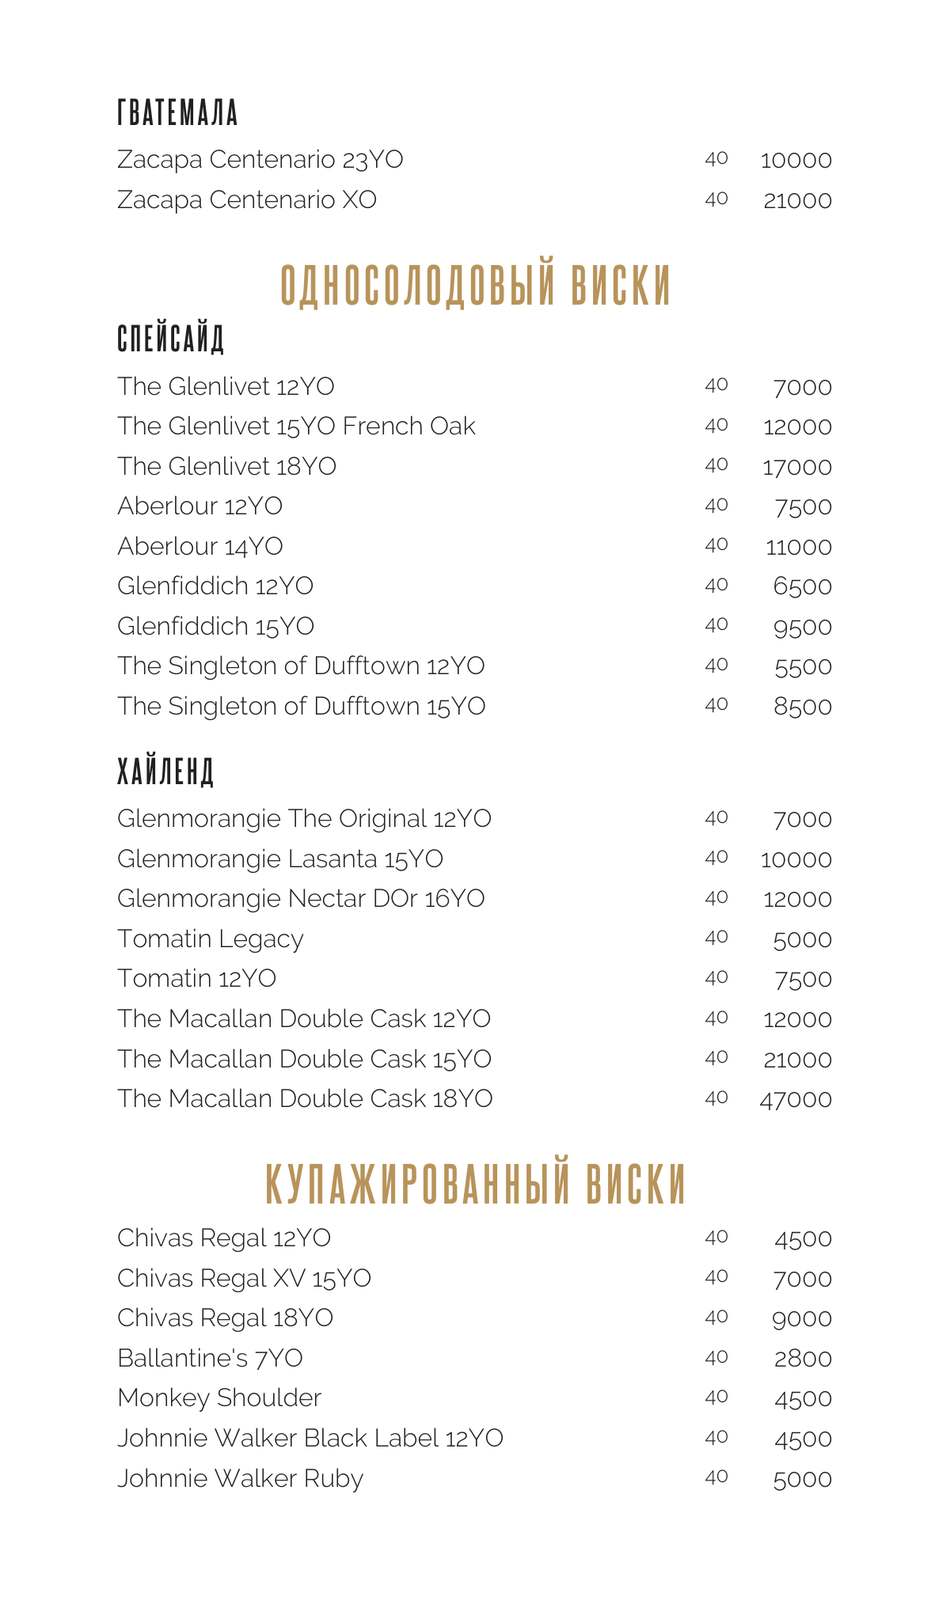 ГВАТЕМАЛА
Zacapa Centenario 23YO 40 10000
Zacapa Centenario XO 40 21000
ОДНОСОЛОДОВЫЙ ВИСКИ
СПЕЙСАЙД
The Glenlivet 12YO 40 7000
The Glenlivet 15YO French Oak 40 12000
The Glenlivet 18YO 40 17000
Aberlour 12YO 40 7500
Aberlour 14YO 40 11000
Glenfiddich 12YO 40 6500
Glenfiddich 15YO 40 9500
The Singleton of Dufftown 12YO 40 5500
The Singleton of Dufftown 15YO 40 8500
ХАЙЛЕНД
Glenmorangie The Original 12YO 40 7000
Glenmorangie Lasanta 15YO 40 10000
Glenmorangie Nectar DOr 16YO 40 12000
Tomatin Legacy 40 5000
Tomatin 12YO 40 7500
The Macallan Double Cask 12YO 40 12000
The Macallan Double Cask 15YO 40 21000
The Macallan Double Cask 18YO 40 47000
КУПАЖИРОВАННЫЙ ВИСКИ
Chivas Regal 12YO 40 4500
Chivas Regal XV 15YO 40 7000
Chivas Regal 18YO 40 9000
Ballantine's 7YO 40 2800
Monkey Shoulder 40 4500
Johnnie Walker Black Label 12YO 40 4500
Johnnie Walker Ruby 40 5000